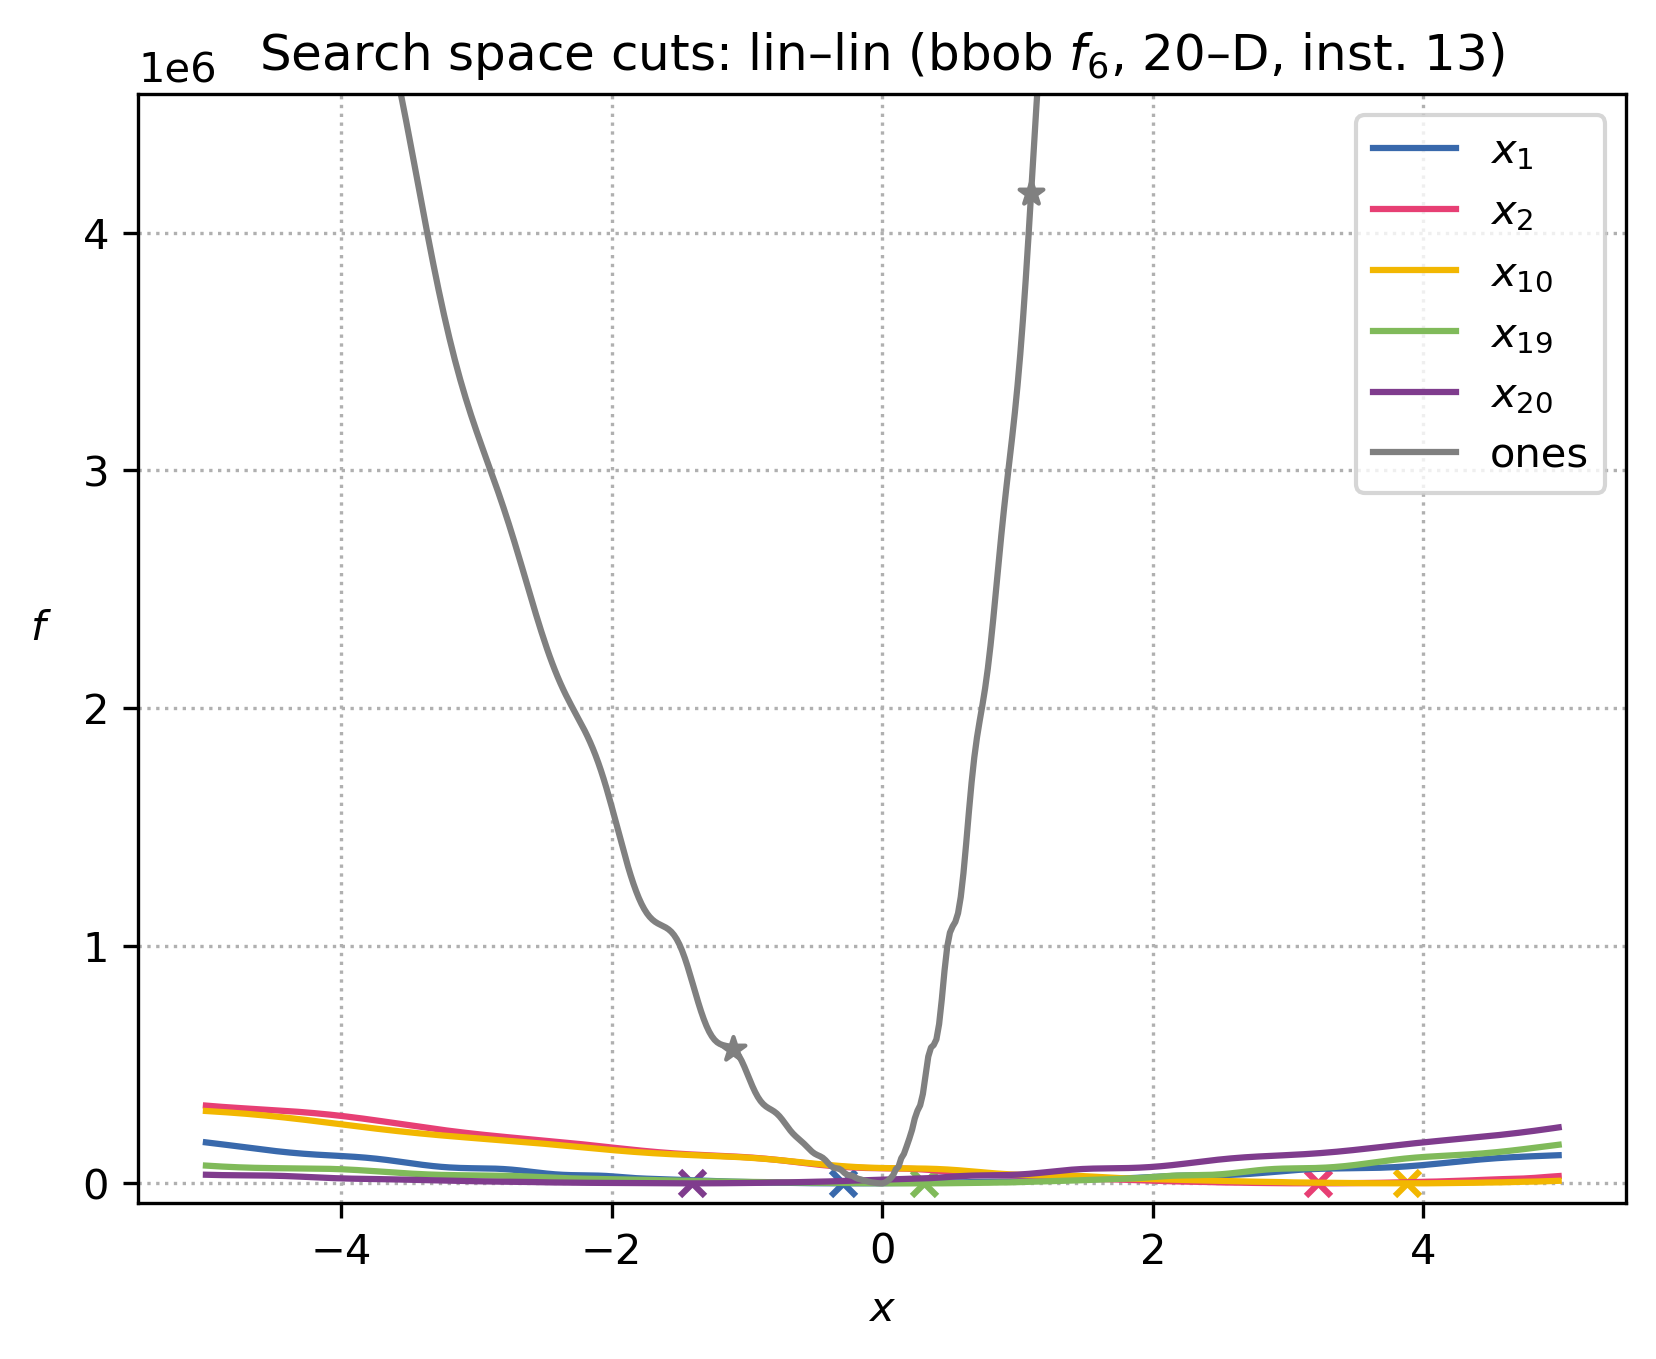 Search space cuts: lin–lin (bbob f₆, 20–D, inst. 13)
1e6
4
3
2
1
0
f
−4
−2
0
2
4
x
x₁
x₂
x₁₀
x₁₉
x₂₀
ones